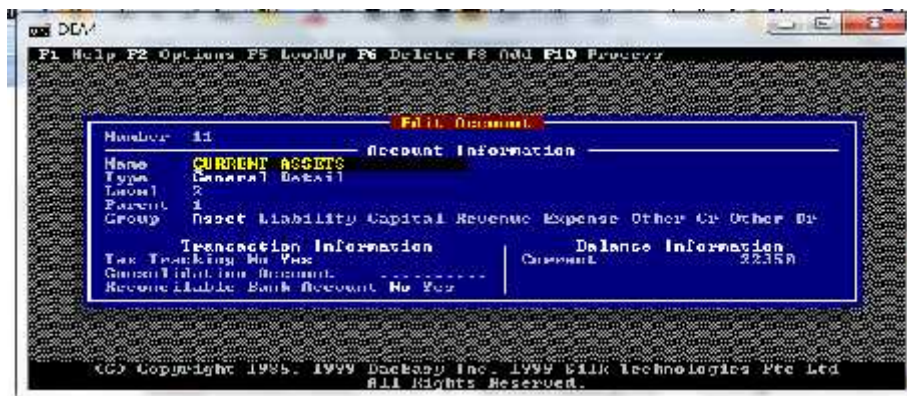 DEA4
F1 Help F2 Options F5 LookUp F6 Delete F8 Add F10 Process
Edit Account
Number 11
Account Information
Name CURRENT ASSETS
Type General Detail
Level 2
Parent 1
Group Asset Liability Capital Revenue Expense Other Cr Other Dr
Transaction Information Balance Information
Tax Tracking No Yes Current
Consolidation Account
Reconcilable Bank Account No Yes
(C) Copyright 1985, 1999 DacEasy Inc. 1999 Technologies Pte Ltd
All Rights Reserved.